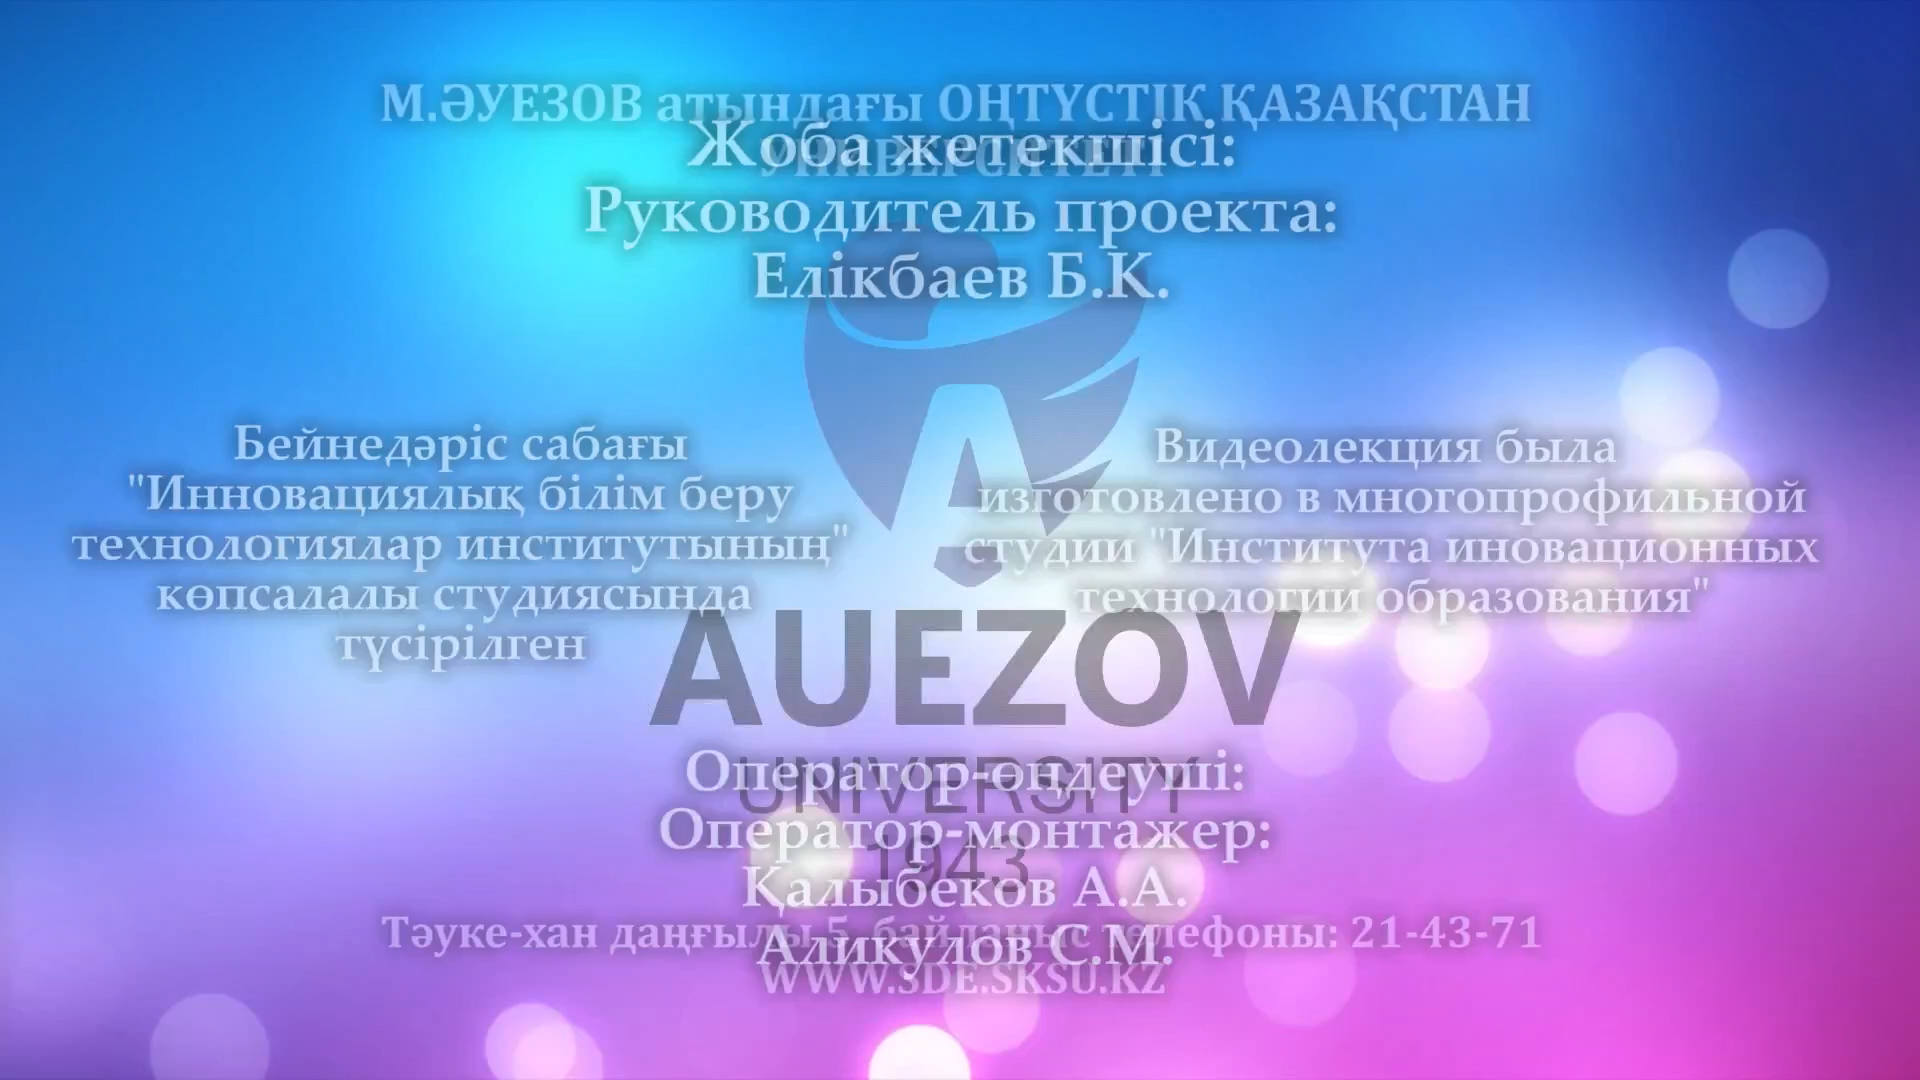 М.ӘУЕЗОВ атындағы ОҢТҮСТІК ҚАЗАҚСТАН
УНИВЕРСИТЕТІ
Жоба жетекшісі:
Руководитель проекта:
Елікбаев Б.К.
Бейнедәріс сабағы
"Инновациялық білім беру
технологиялар институтының"
көпсалалы студиясында
түсірілген
Видеолекция была
изготовлено в многопрофильной
студии "Института иновационных
технологии образования"
AUEZOV
UNIVERSITY
1943
Оператор-өңдеуші:
Оператор-монтажер:
Қалыбеков А.А.
Аликулов С.М.
Тәуке-хан даңғылы 5, байланыс телефоны: 21-43-71
WWW.SDE.SKSU.KZ